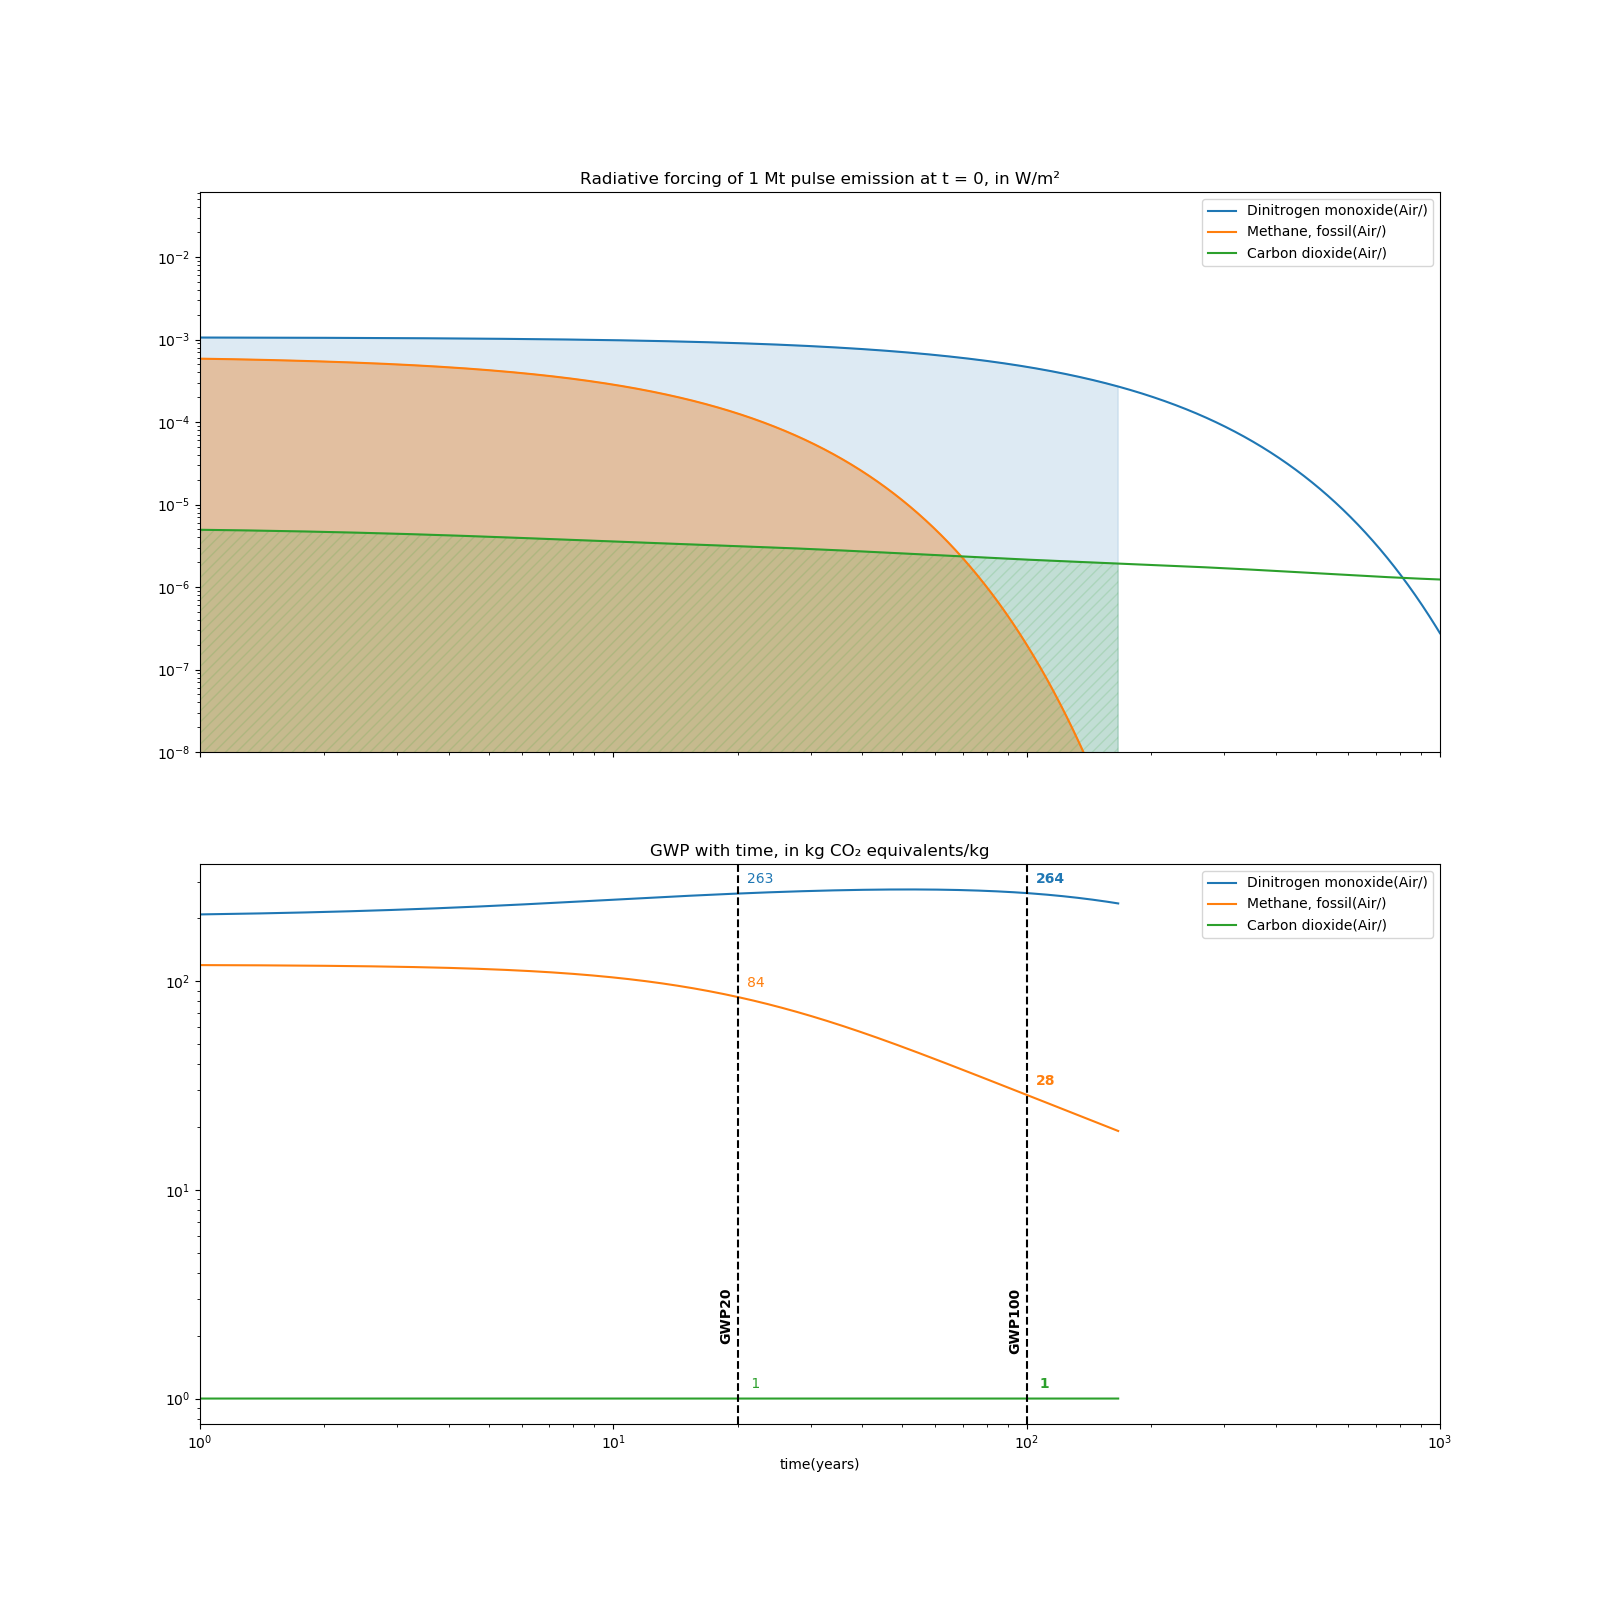 Radiative forcing of 1 Mt pulse emission at t = 0, in W/m²
Dinitrogen monoxide(Air/)
Methane, fossil(Air/)
Carbon dioxide(Air/)
10⁻²
10⁻³
10⁻⁴
10⁻⁵
10⁻⁶
10⁻⁷
10⁻⁸
GWP with time, in kg CO₂ equivalents/kg
263
264
Dinitrogen monoxide(Air/)
Methane, fossil(Air/)
Carbon dioxide(Air/)
10²
84
28
10¹
GWP20
GWP100
1
1
10⁰
10⁰
10¹
10²
10³
time(years)